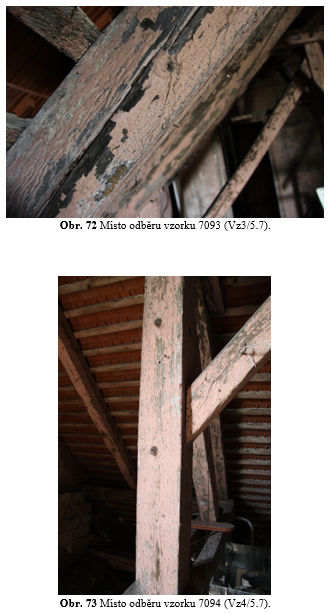 Obr. 72 Místo odběru vzorku 7093 (Vz3/5.7).
Obr. 73 Místo odběru vzorku 7094 (Vz4/5.7).